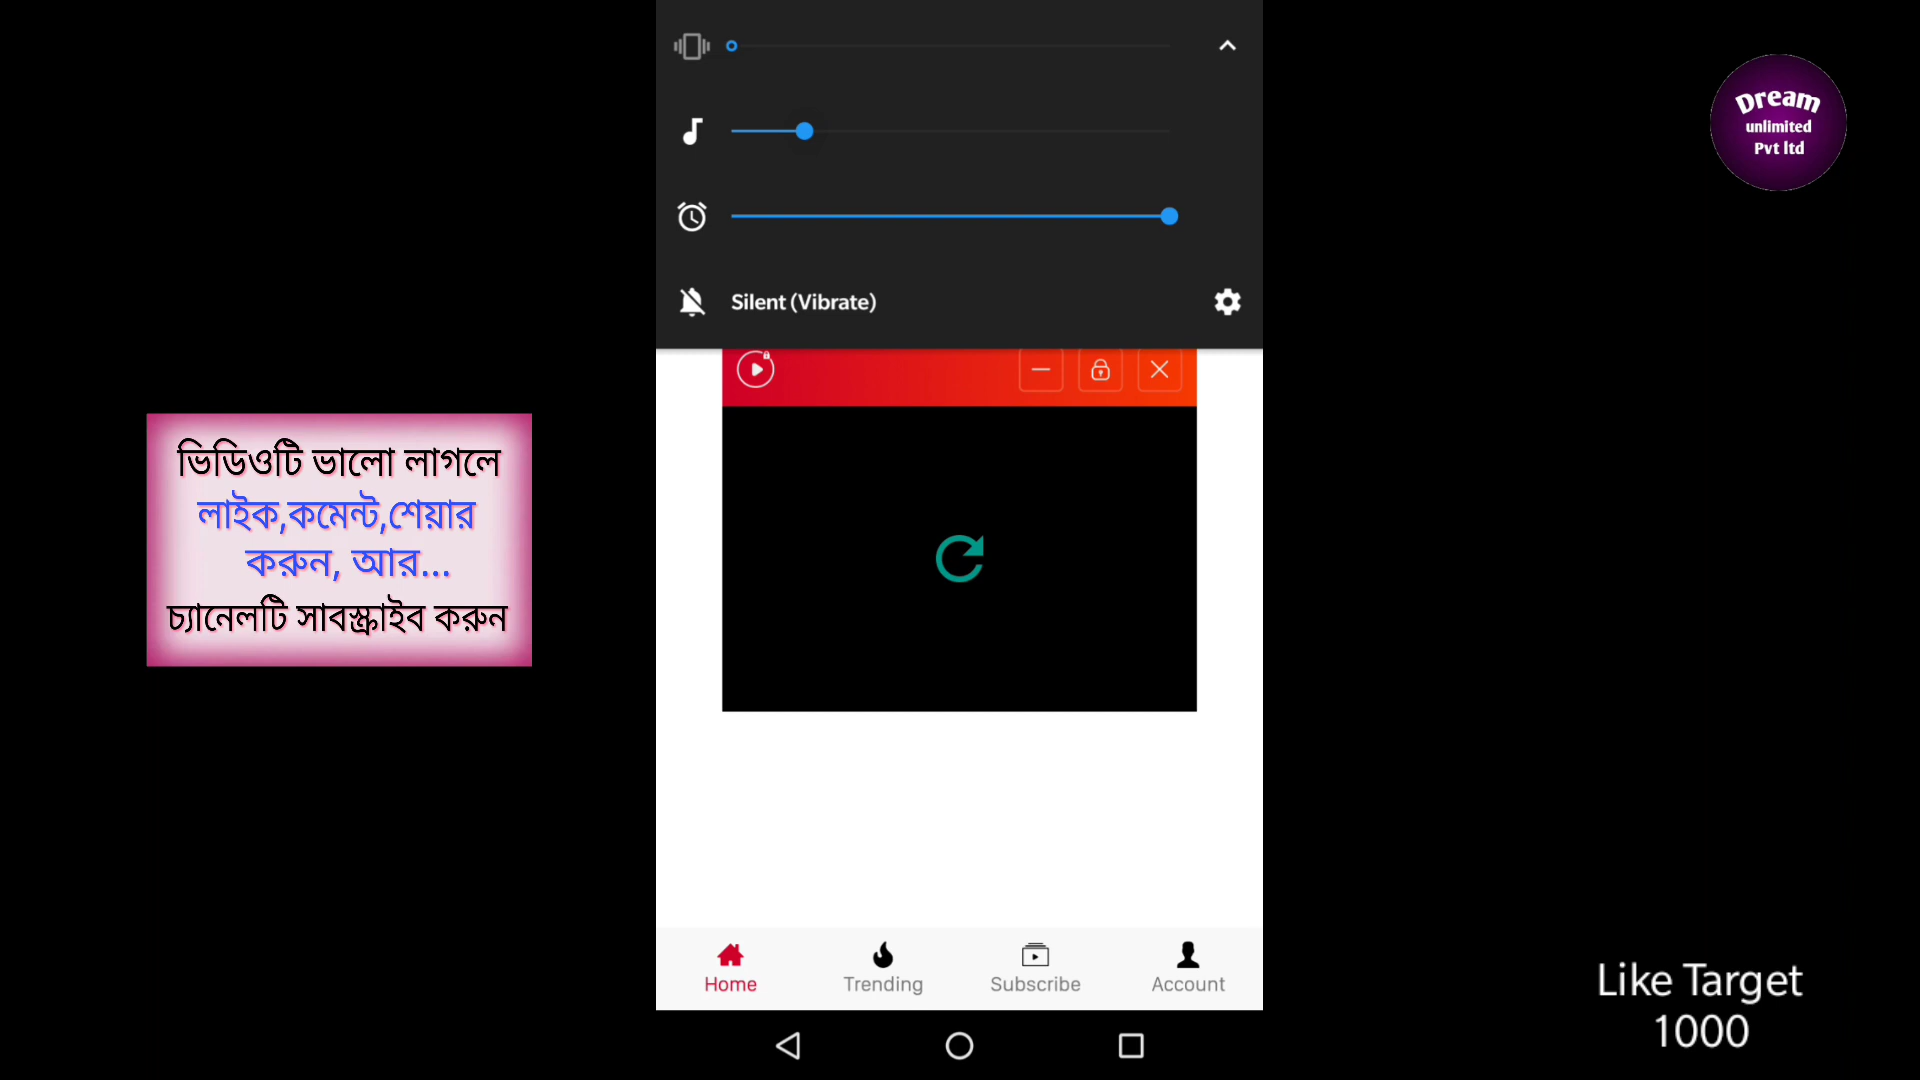 Dream
unlimited
Pvt ltd
Silent (Vibrate)
ভিডিওটি ভালো লাগলে
লাইক,কমেন্ট,শেয়ার
করুন, আর...
চ্যানেলটি সাবস্ক্রাইব করুন
Home
Trending
Subscribe
Account
Like Target
1000